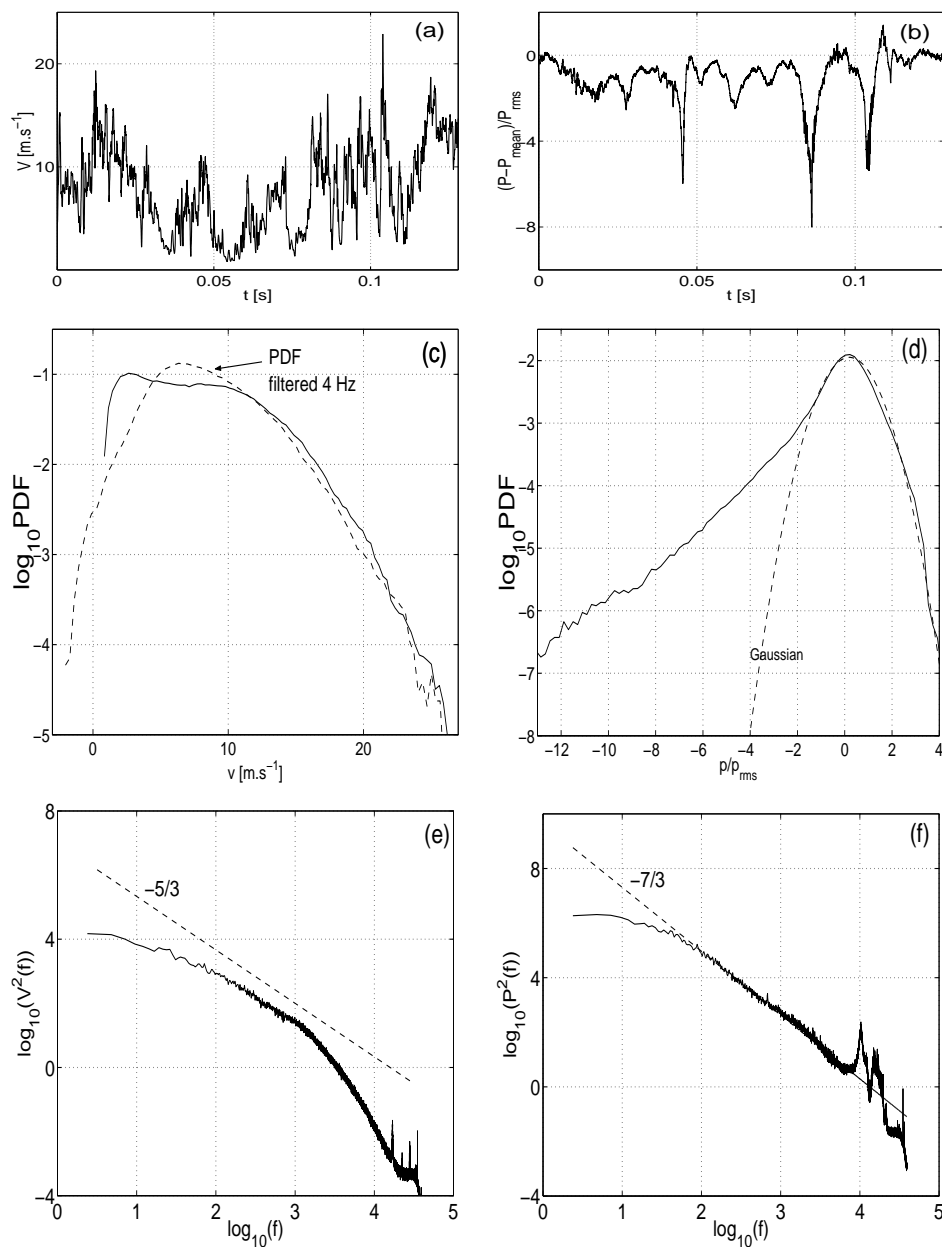 (a)
20
10
V [m.s⁻¹]
0
0.05
0.1
t [s]
(b)
0
−4
−8
(P−P_mean)/P_rms
0
0.05
0.1
t [s]
(c)
PDF
filtered 4 Hz
−1
−2
−3
−4
−5
log₁₀PDF
0
10
20
v [m.s⁻¹]
(d)
−2
−3
−4
−5
−6
−7
−8
log₁₀PDF
Gaussian
−12
−10
−8
−6
−4
−2
0
2
4
p/p_rms
(e)
8
4
0
−4
log₁₀(V²(f))
−5/3
0
1
2
3
4
5
log₁₀(f)
(f)
8
4
0
−4
log₁₀(P²(f))
−7/3
0
1
2
3
4
5
log₁₀(f)